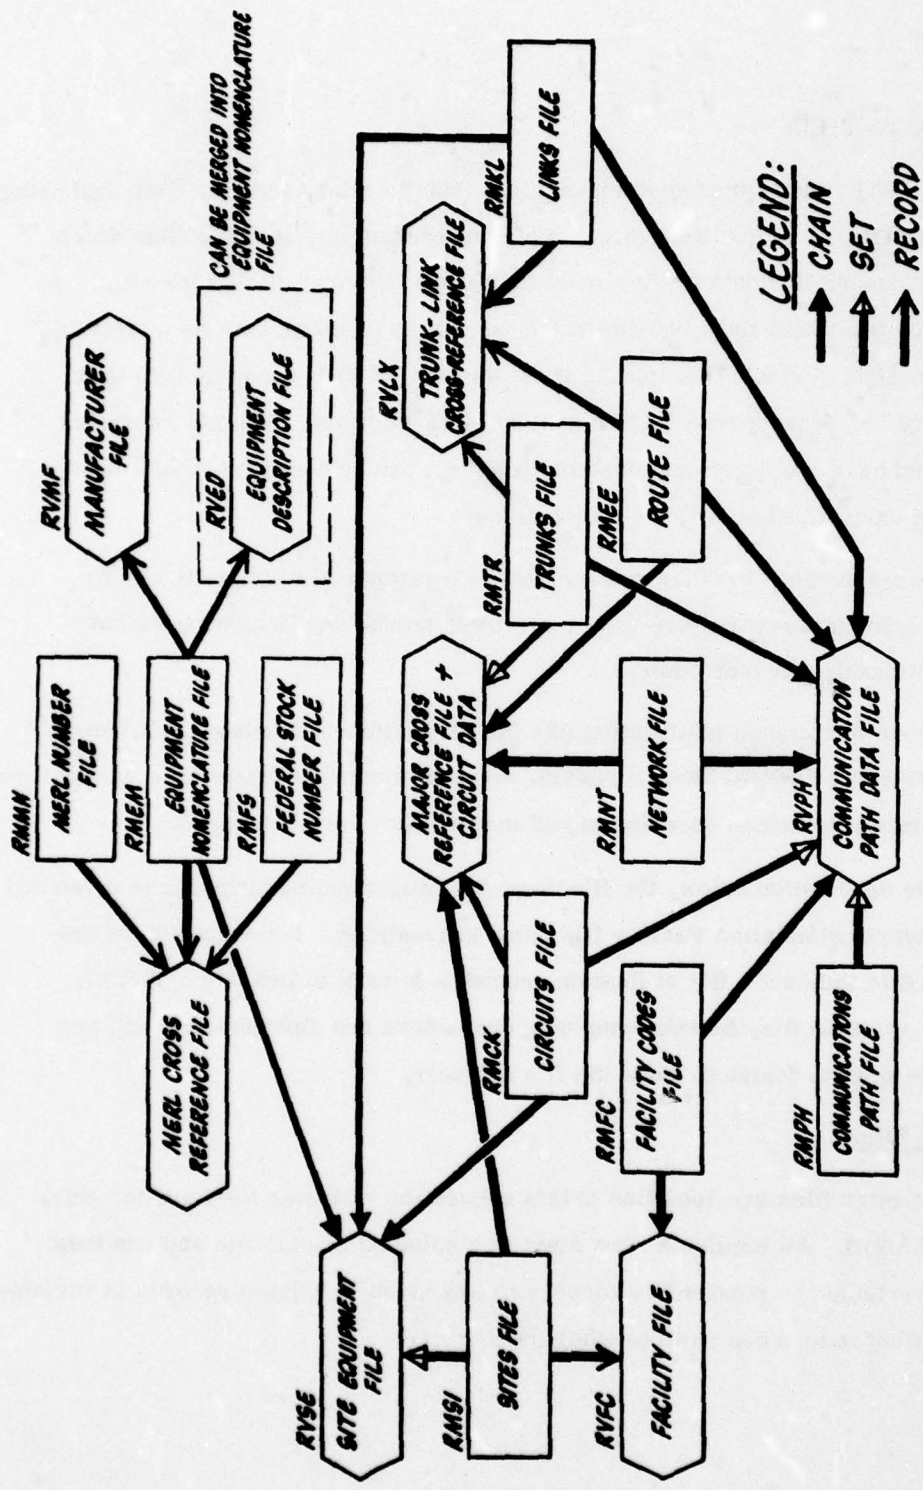 RMMN
MERL NUMBER
FILE
RMEM
EQUIPMENT
NOMENCLATURE FILE
RMFS
FEDERAL STOCK
NUMBER FILE
MERL CROSS
REFERENCE FILE
RVMF
MANUFACTURER
FILE
RVED
EQUIPMENT
DESCRIPTION FILE
CAN BE MERGED INTO
EQUIPMENT NOMENCLATURE
FILE
RVSE
SITE EQUIPMENT
FILE
RMSI
SITES FILE
RVFC
FACILITY FILE
RMCK
CIRCUITS FILE
RMFC
FACILITY CODES
FILE
RMPH
COMMUNICATIONS
PATH FILE
MAJOR CROSS
REFERENCE FILE +
CIRCUIT DATA
RMNT
NETWORK FILE
RVPH
COMMUNICATION
PATH DATA FILE
RMTR
TRUNKS FILE
RMEE
ROUTE FILE
RVLX
TRUNK-LINK
CROSS-REFERENCE FILE
RMKL
LINKS FILE
LEGEND:
CHAIN
SET
RECORD